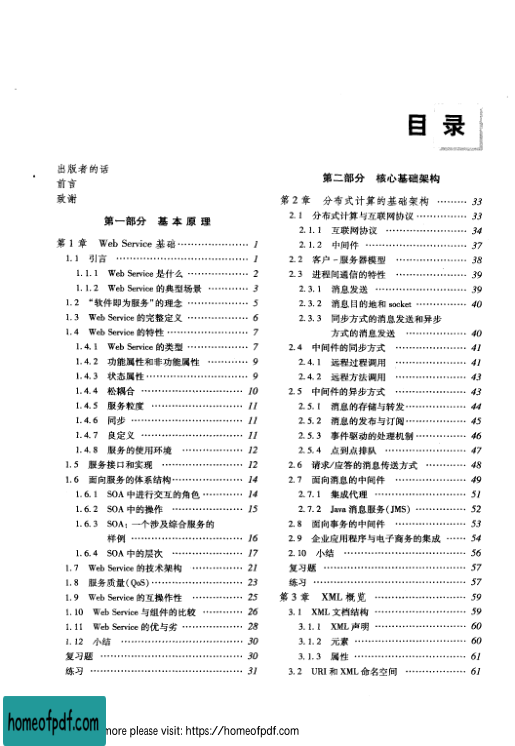 目 录
出版者的话
前言
致谢
第一部分 基 本 原 理
第 1 章 Web Service 基础 ………………… 1
1.1 引言 ………………………………… 1
1.1.1 Web Service 是什么 ……………… 2
1.1.2 Web Service 的典型场景 ………… 3
1.2 “软件即为服务”的理念 ……………… 5
1.3 Web Service 的完整定义 ……………… 6
1.4 Web Service 的特性 …………………… 7
1.4.1 Web Service 的类型 ……………… 7
1.4.2 功能属性和非功能属性 ………… 9
1.4.3 状态属性 ………………………… 9
1.4.4 松耦合 …………………………… 10
1.4.5 服务粒度 ………………………… 11
1.4.6 同步 ……………………………… 11
1.4.7 良定义 …………………………… 11
1.4.8 服务的使用环境 ………………… 12
1.5 服务接口和实现 ……………………… 12
1.6 面向服务的体系结构 ………………… 14
1.6.1 SOA 中进行交互的角色 ………… 14
1.6.2 SOA 中的操作 …………………… 15
1.6.3 SOA：一个涉及综合服务的
样例 ……………………………… 16
1.6.4 SOA 中的层次 …………………… 17
1.7 Web Service 的技术架构 ……………… 21
1.8 服务质量(QoS) ……………………… 23
1.9 Web Service 的互操作性 ……………… 25
1.10 Web Service 与组件的比较 ………… 26
1.11 Web Service 的优与劣 ……………… 28
1.12 小结 ………………………………… 30
复习题 …………………………………… 30
练习 ……………………………………… 31
第二部分 核心基础架构
第 2 章 分布式计算的基础架构 ……… 33
2.1 分布式计算与互联网协议 …………… 33
2.1.1 互联网协议 ……………………… 34
2.1.2 中间件 …………………………… 37
2.2 客户－服务器模型 …………………… 38
2.3 进程间通信的特性 …………………… 39
2.3.1 消息发送 ………………………… 39
2.3.2 消息目的地和 socket …………… 40
2.3.3 同步方式的消息发送和异步
方式的消息发送 ………………… 40
2.4 中间件的同步方式 …………………… 41
2.4.1 远程过程调用 …………………… 41
2.4.2 远程方法调用 …………………… 43
2.5 中间件的异步方式 …………………… 43
2.5.1 消息的存储与转发 ……………… 44
2.5.2 消息的发布与订阅 ……………… 45
2.5.3 事件驱动的处理机制 …………… 46
2.5.4 点到点排队 ……………………… 47
2.6 请求/应答的消息传送方式 ………… 48
2.7 面向消息的中间件 …………………… 49
2.7.1 集成代理 ………………………… 51
2.7.2 Java 消息服务(JMS) …………… 52
2.8 面向事务的中间件 …………………… 53
2.9 企业应用程序与电子商务的集成 …… 54
2.10 小结 ………………………………… 56
复习题 …………………………………… 57
练习 ……………………………………… 57
第 3 章 XML 概览 ……………………… 59
3.1 XML 文档结构 ……………………… 59
3.1.1 XML 声明 ………………………… 60
3.1.2 元素 ……………………………… 60
3.1.3 属性 ……………………………… 61
3.2 URI 和 XML 命名空间 ……………… 61
homeofpdf.com
more please visit: https://homeofpdf.com